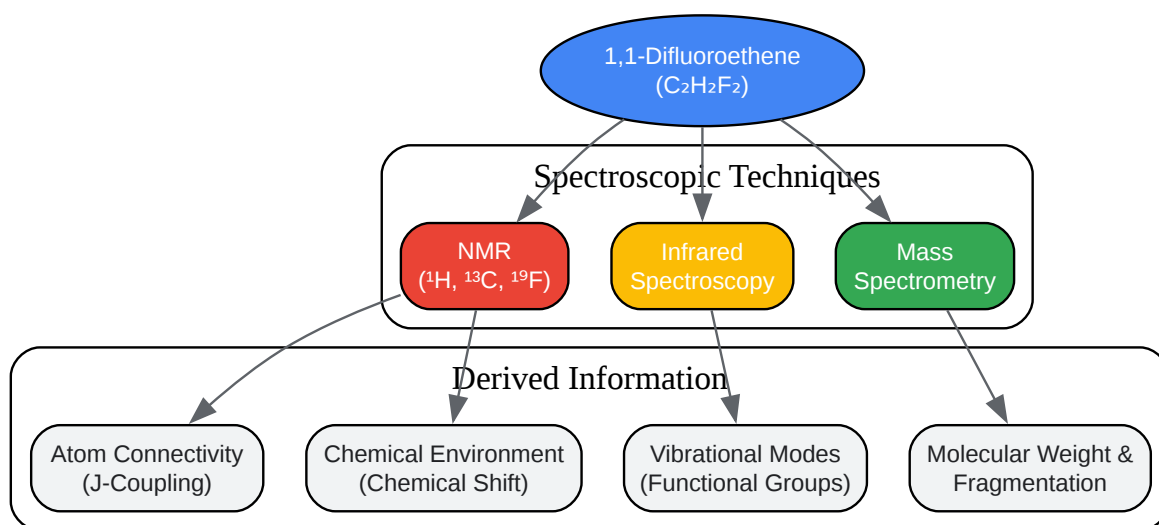 1,1-Difluoroethene
(C₂H₂F₂)
Spectroscopic Techniques
NMR
(¹H, ¹³C, ¹⁹F)
Infrared
Spectroscopy
Mass
Spectrometry
Derived Information
Atom Connectivity
(J-Coupling)
Chemical Environment
(Chemical Shift)
Vibrational Modes
(Functional Groups)
Molecular Weight &
Fragmentation